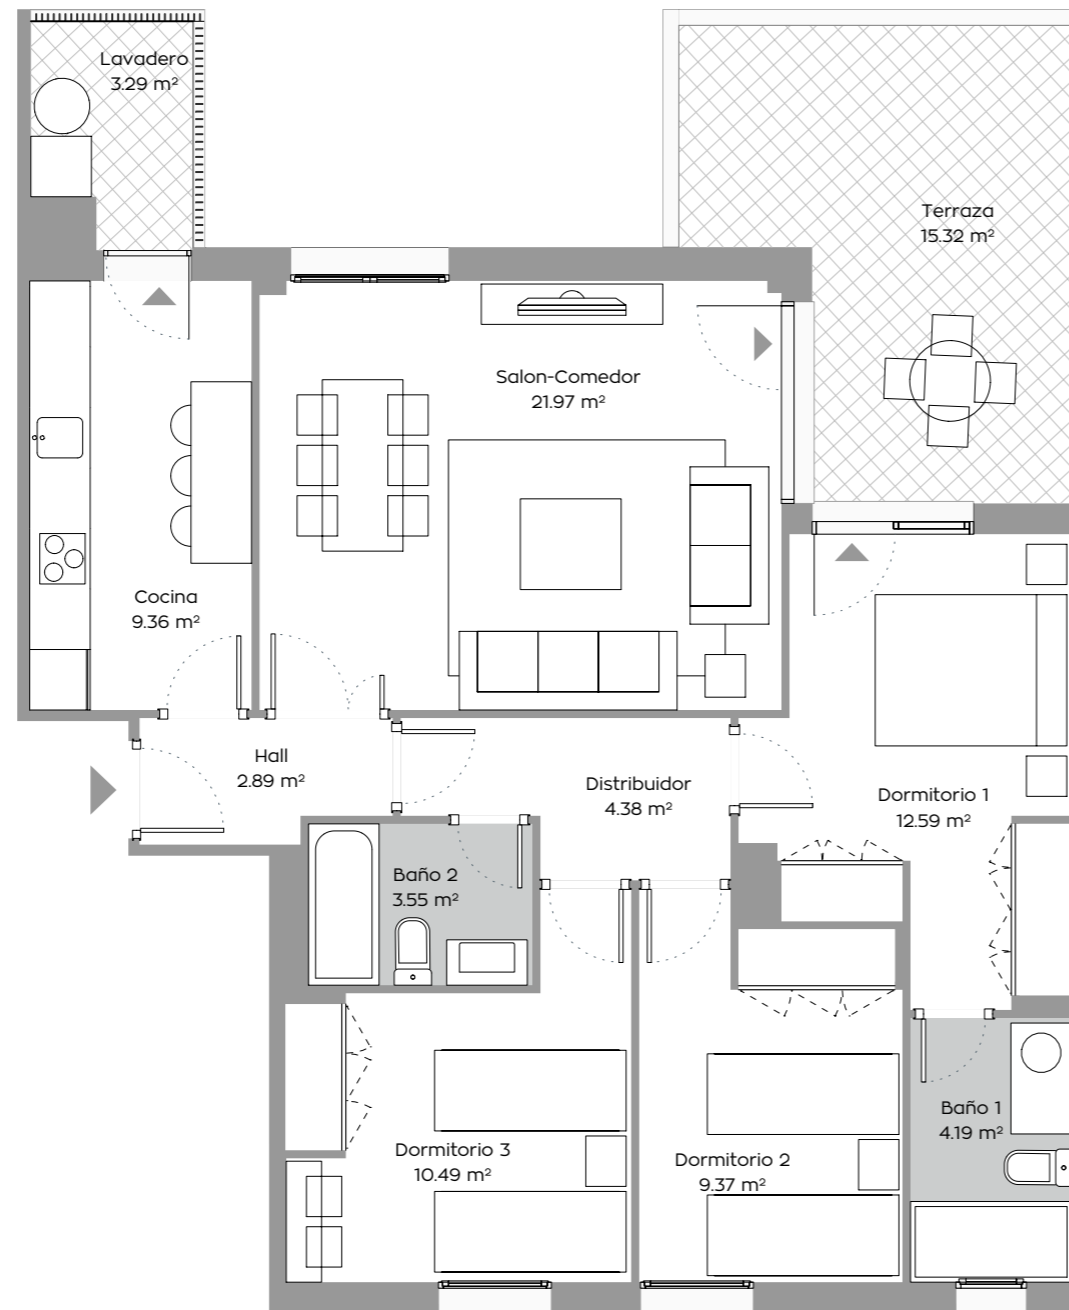 Lavadero
3.29 m²
Terraza
15.32 m²
Salon-Comedor
21.97 m²
Cocina
9.36 m²
Hall
2.89 m²
Distribuidor
4.38 m²
Dormitorio 1
12.59 m²
Baño 2
3.55 m²
Baño 1
4.19 m²
Dormitorio 3
10.49 m²
Dormitorio 2
9.37 m²